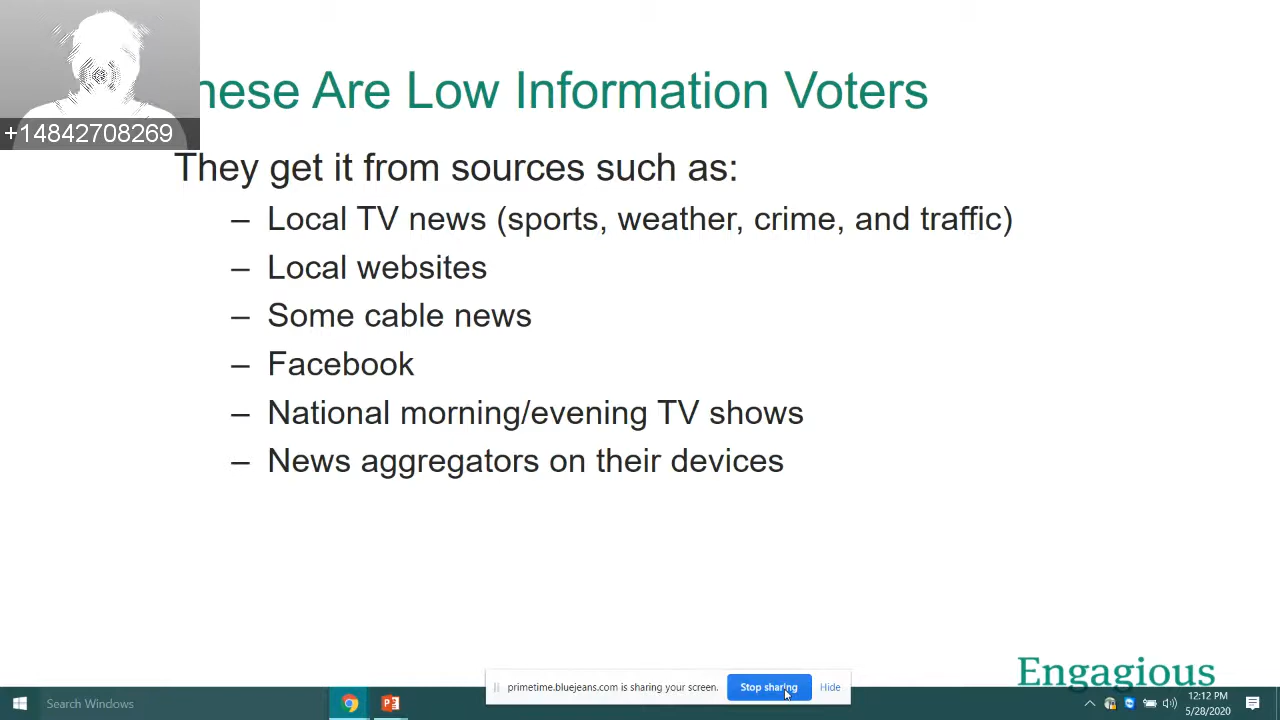 hese Are Low Information Voters
+14842708269
They get it from sources such as:
– Local TV news (sports, weather, crime, and traffic)
– Local websites
– Some cable news
– Facebook
– National morning/evening TV shows
– News aggregators on their devices
Engagious
primetime.bluejeans.com is sharing your screen. Stop sharing Hide
Search Windows
12:12 PM
5/28/2020